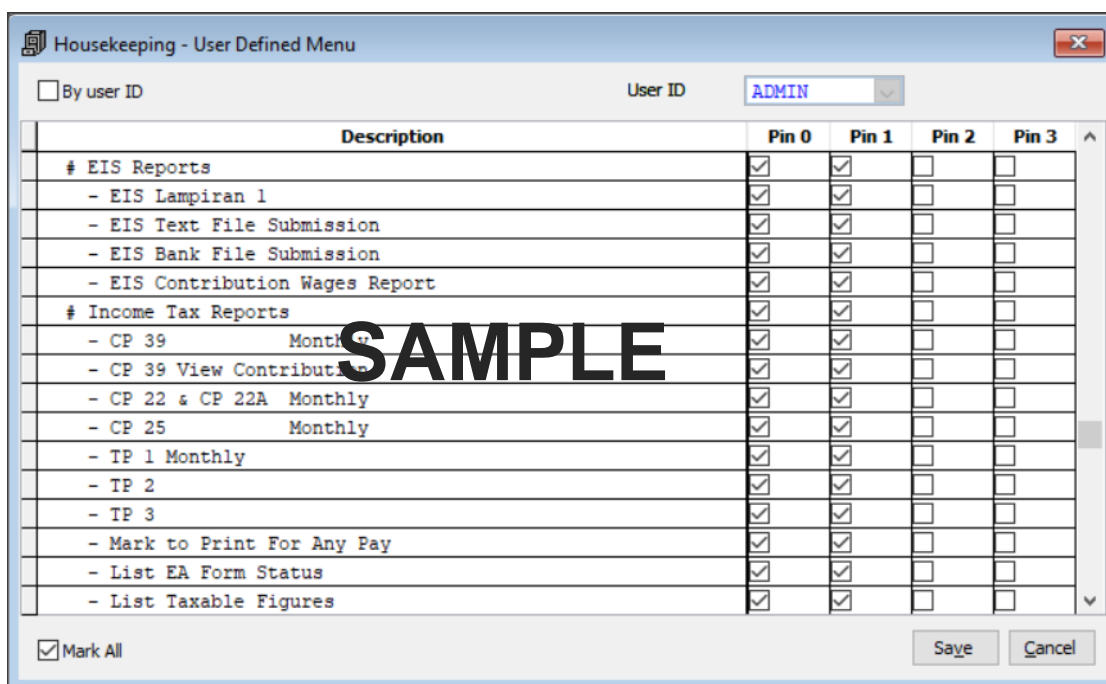 Housekeeping - User Defined Menu
By user ID User ID ADMIN
Description Pin 0 Pin 1 Pin 2 Pin 3
# EIS Reports
- EIS Lampiran 1
- EIS Text File Submission
- EIS Bank File Submission
- EIS Contribution Wages Report
# Income Tax Reports
- CP 39 Monthly
- CP 39 View Contribution
SAMPLE
- CP 22 & CP 22A Monthly
- CP 25 Monthly
- TP 1 Monthly
- TP 2
- TP 3
- Mark to Print For Any Pay
- List EA Form Status
- List Taxable Figures
Mark All Save Cancel